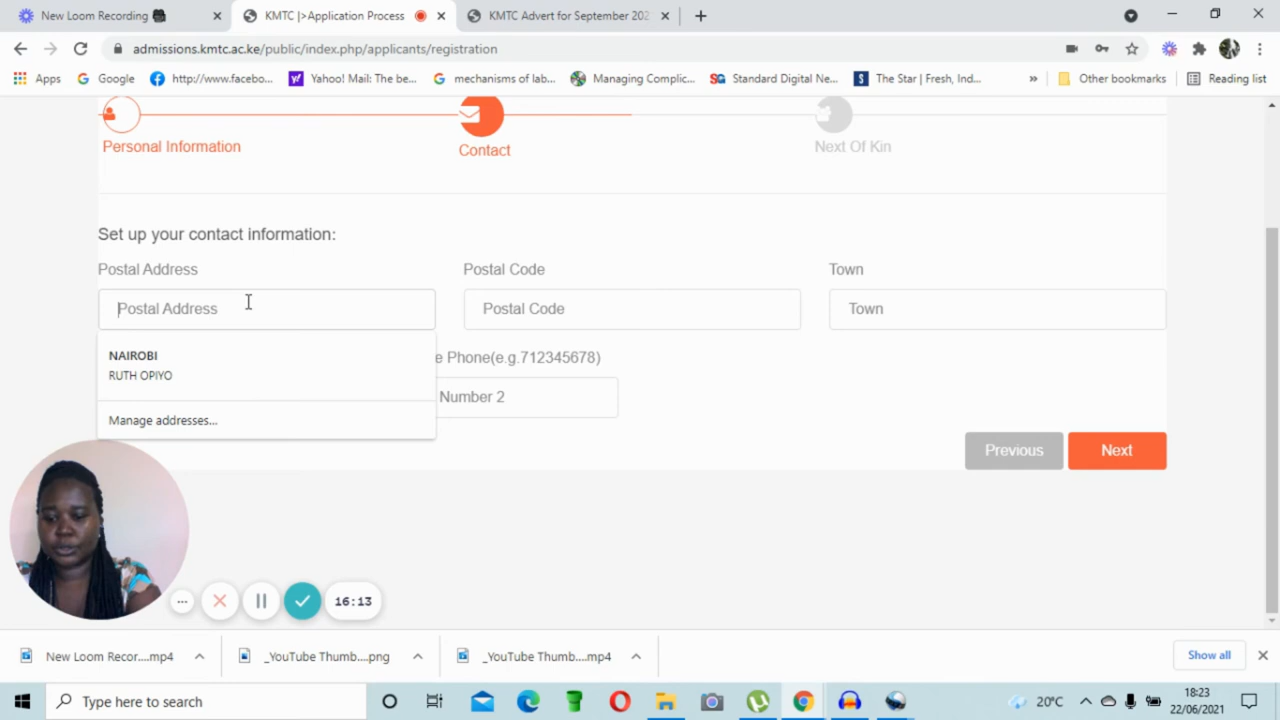 New Loom Recording
KMTC |>Application Process
KMTC Advert for September 202
admissions.kmtc.ac.ke/public/index.php/applicants/registration
Apps
Google
http://www.facebo...
Yahoo! Mail: The be...
mechanisms of lab...
Managing Complic...
SG
Standard Digital Ne...
The Star | Fresh, Ind...
»
Other bookmarks
Reading list
Personal Information
Contact
Next Of Kin
Set up your contact information:
Postal Address
Postal Code
Town
Postal Address
Postal Code
Town
NAIROBI
RUTH OPIYO
e Phone(e.g.712345678)
Number 2
Manage addresses...
Previous
Next
16:13
New Loom Recor....mp4
_YouTube Thumb....png
_YouTube Thumb....mp4
Show all
Type here to search
20°C
18:23
22/06/2021